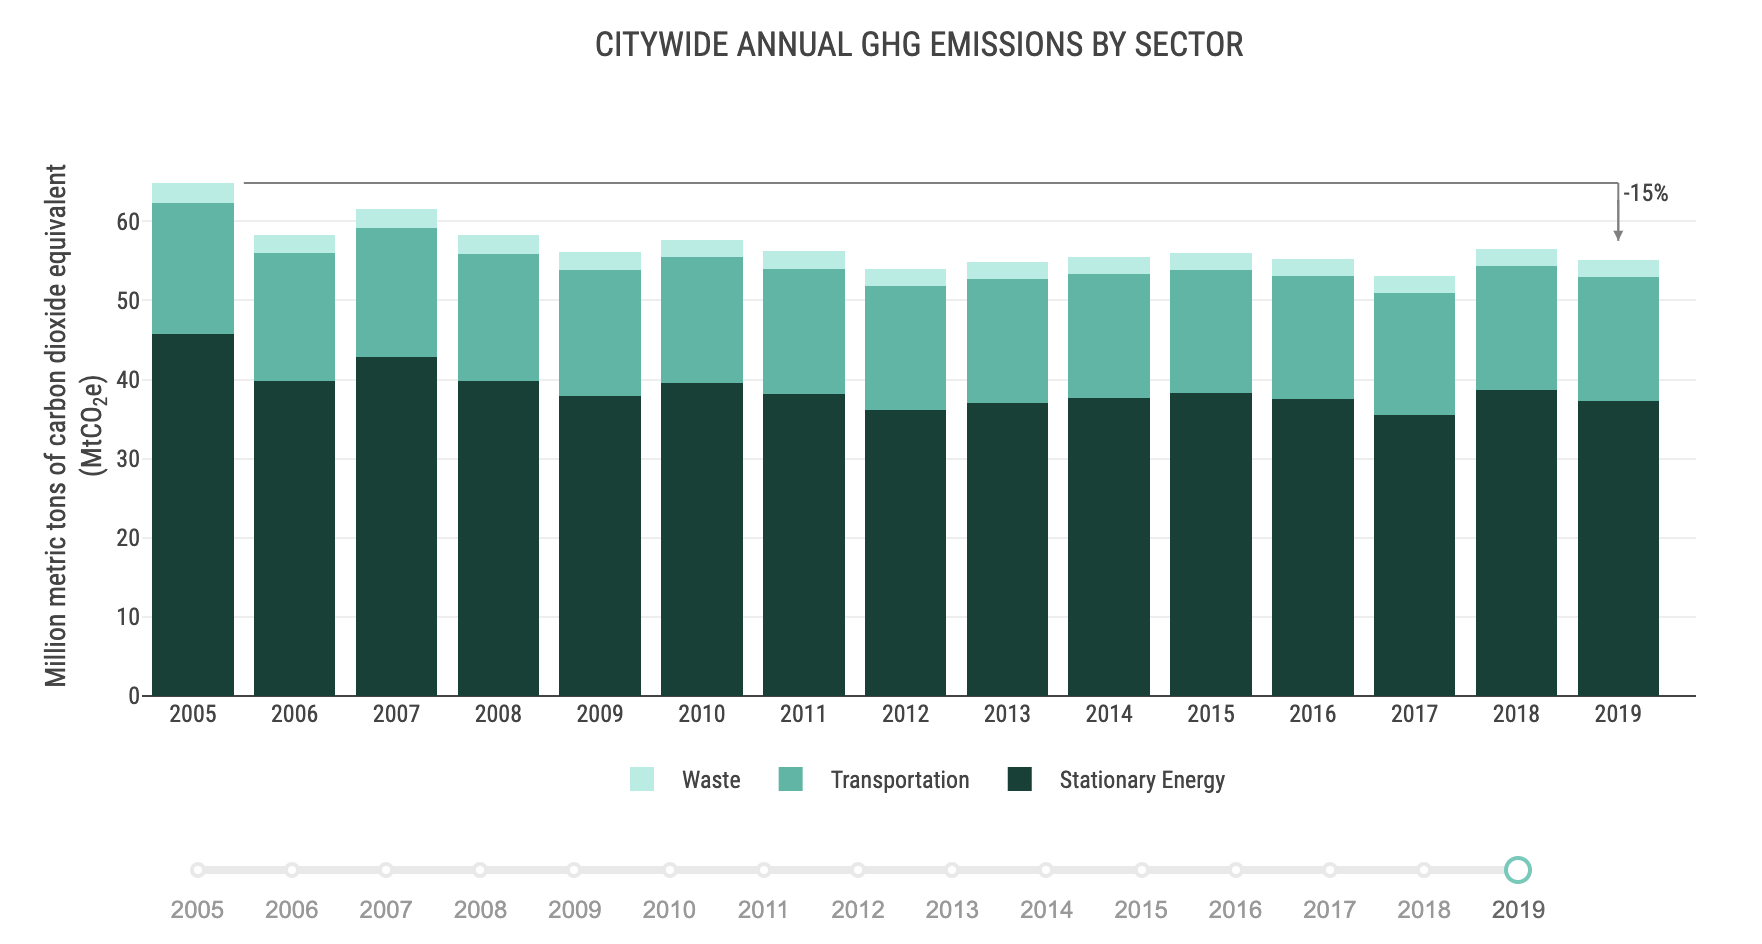 CITYWIDE ANNUAL GHG EMISSIONS BY SECTOR
Million metric tons of carbon dioxide equivalent
(MtCO₂e)
-15%
60
50
40
30
20
10
0
2005 2006 2007 2008 2009 2010 2011 2012 2013 2014 2015 2016 2017 2018 2019
Waste Transportation Stationary Energy
2005 2006 2007 2008 2009 2010 2011 2012 2013 2014 2015 2016 2017 2018 2019